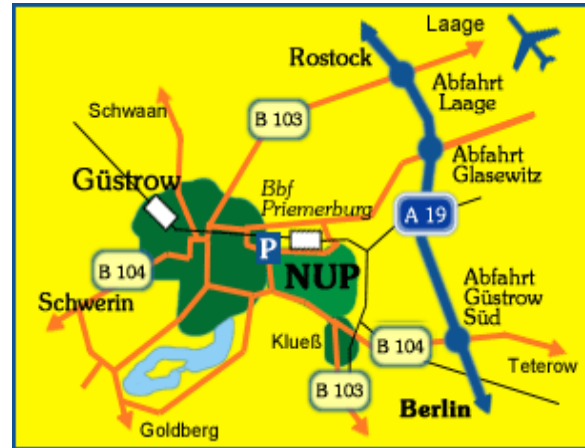 Laage
Rostock
Abfahrt
Laage
Schwaan
B 103
Abfahrt
Glasewitz
Güstrow
Bbf
Priemerburg
A 19
P
NUP
B 104
Schwerin
Abfahrt
Güstrow
Süd
Klueß
B 104
Teterow
B 103
Berlin
Goldberg